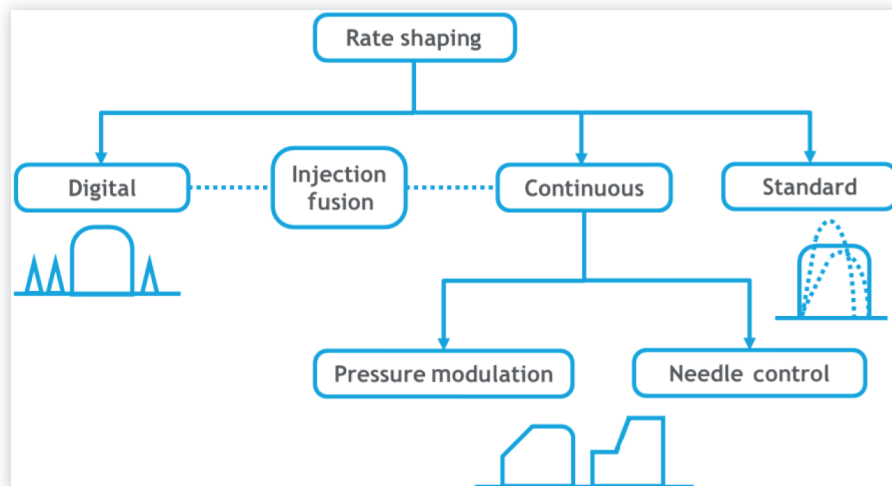 Rate shaping
Digital
Injection
fusion
Continuous
Standard
Pressure modulation
Needle control